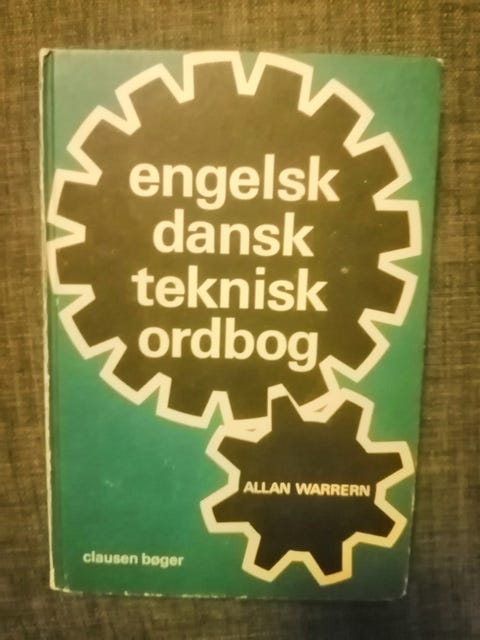 engelsk
dansk
teknisk
ordbog
ALLAN WARRERN
clausen bøger